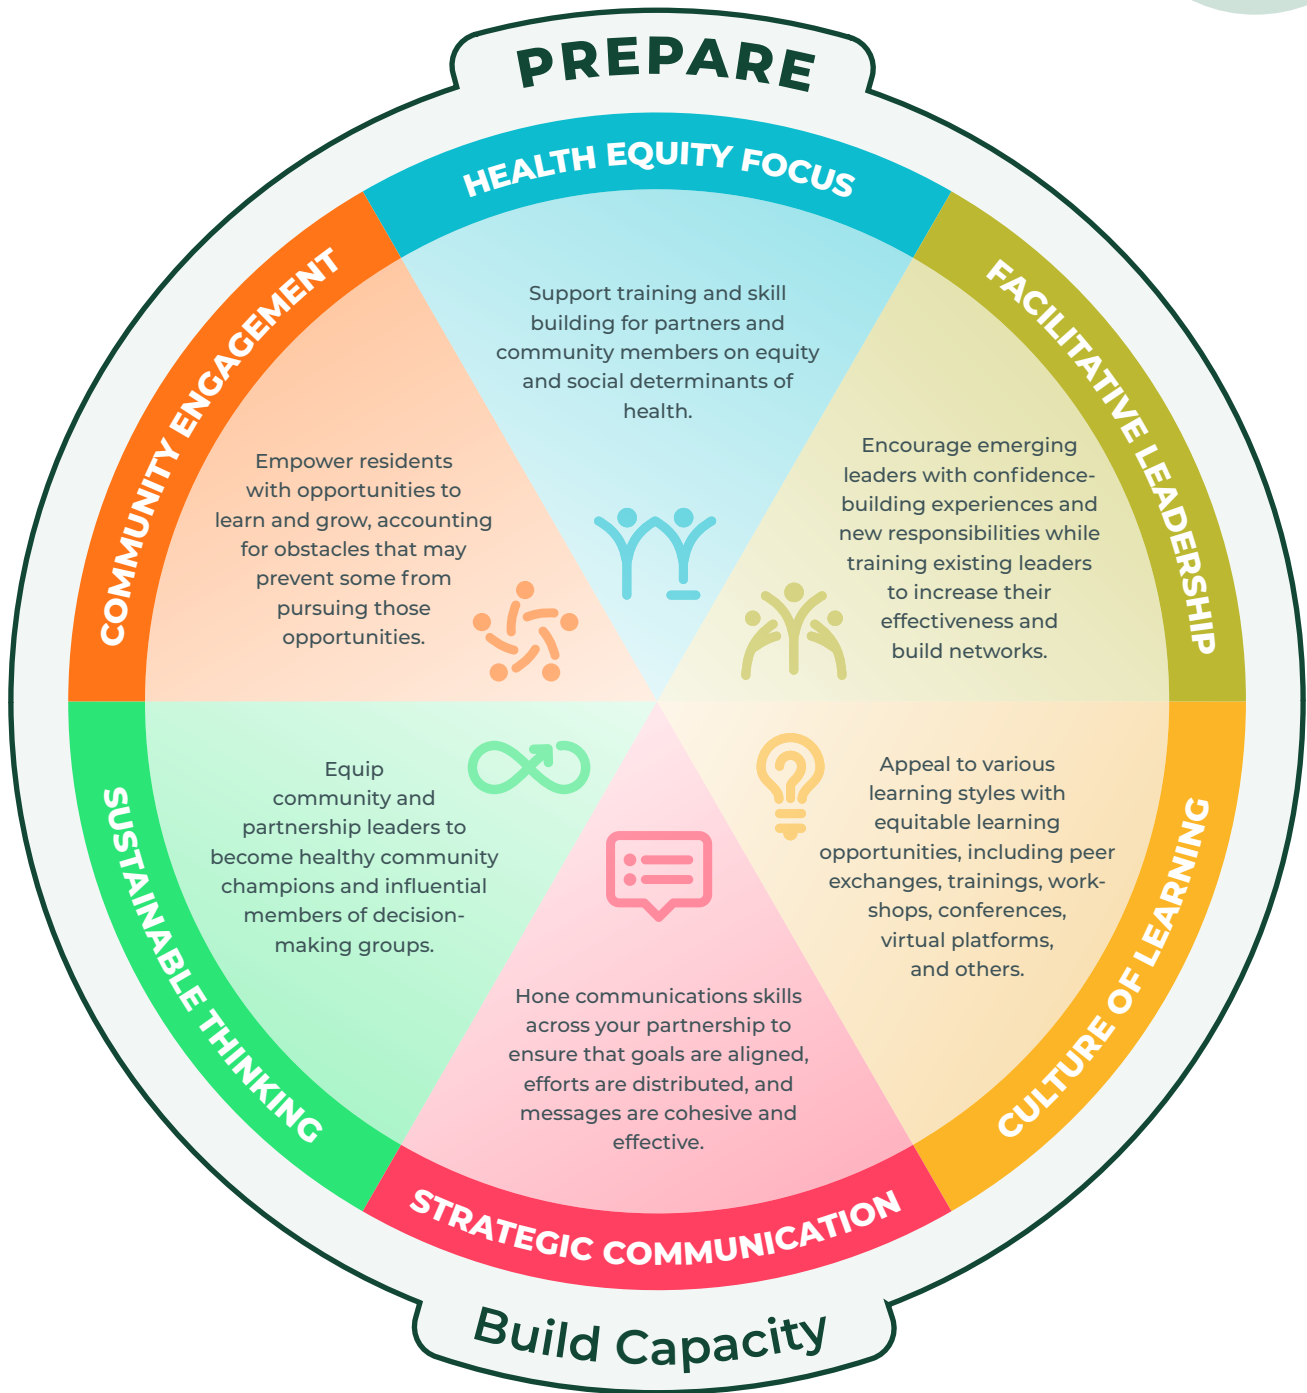 PREPARE
HEALTH EQUITY FOCUS
Support training and skill
building for partners and
community members on equity
and social determinants of
health.
FACILITATIVE LEADERSHIP
Encourage emerging
leaders with confidence-
building experiences and
new responsibilities while
training existing leaders
to increase their
effectiveness and
build networks.
CULTURE OF LEARNING
Appeal to various
learning styles with
equitable learning
opportunities, including peer
exchanges, trainings, work-
shops, conferences,
virtual platforms,
and others.
STRATEGIC COMMUNICATION
Hone communications skills
across your partnership to
ensure that goals are aligned,
efforts are distributed, and
messages are cohesive and
effective.
SUSTAINABLE THINKING
Equip
community and
partnership leaders to
become healthy community
champions and influential
members of decision-
making groups.
COMMUNITY ENGAGEMENT
Empower residents
with opportunities to
learn and grow, accounting
for obstacles that may
prevent some from
pursuing those
opportunities.
Build Capacity